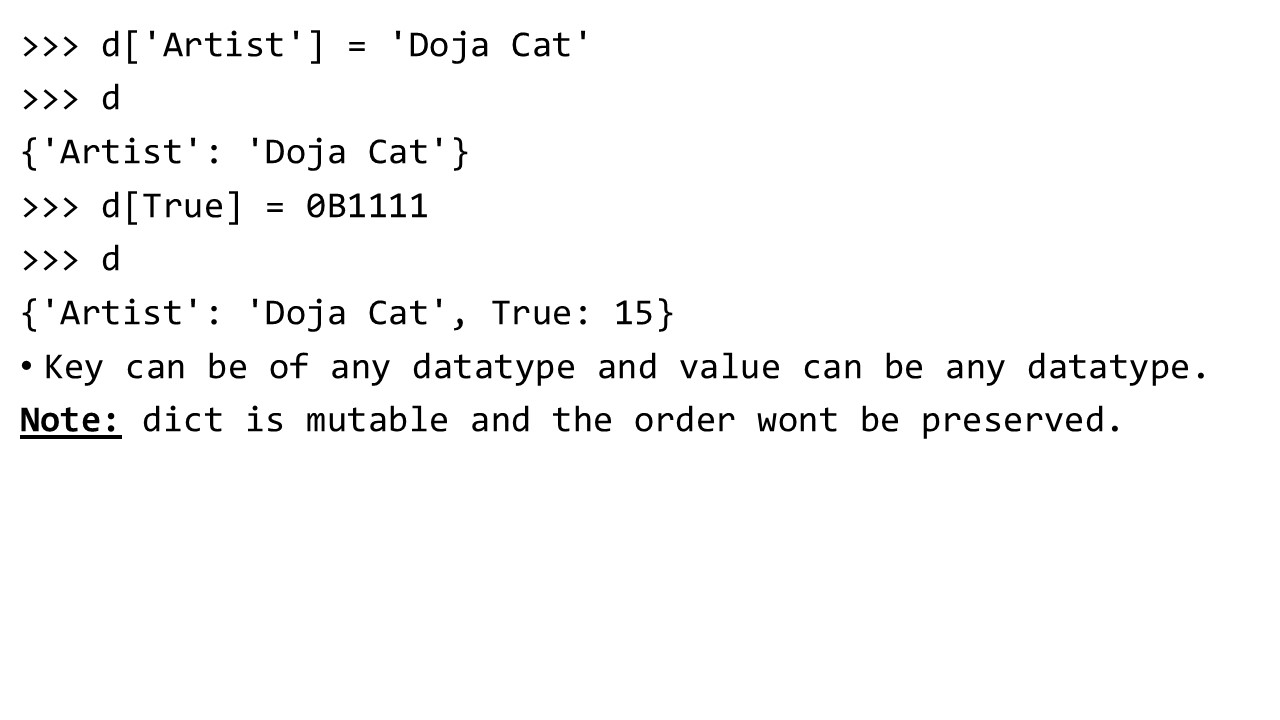 >>> d['Artist'] = 'Doja Cat'
>>> d
{'Artist': 'Doja Cat'}
>>> d[True] = 0B1111
>>> d
{'Artist': 'Doja Cat', True: 15}
• Key can be of any datatype and value can be any datatype.
Note: dict is mutable and the order wont be preserved.